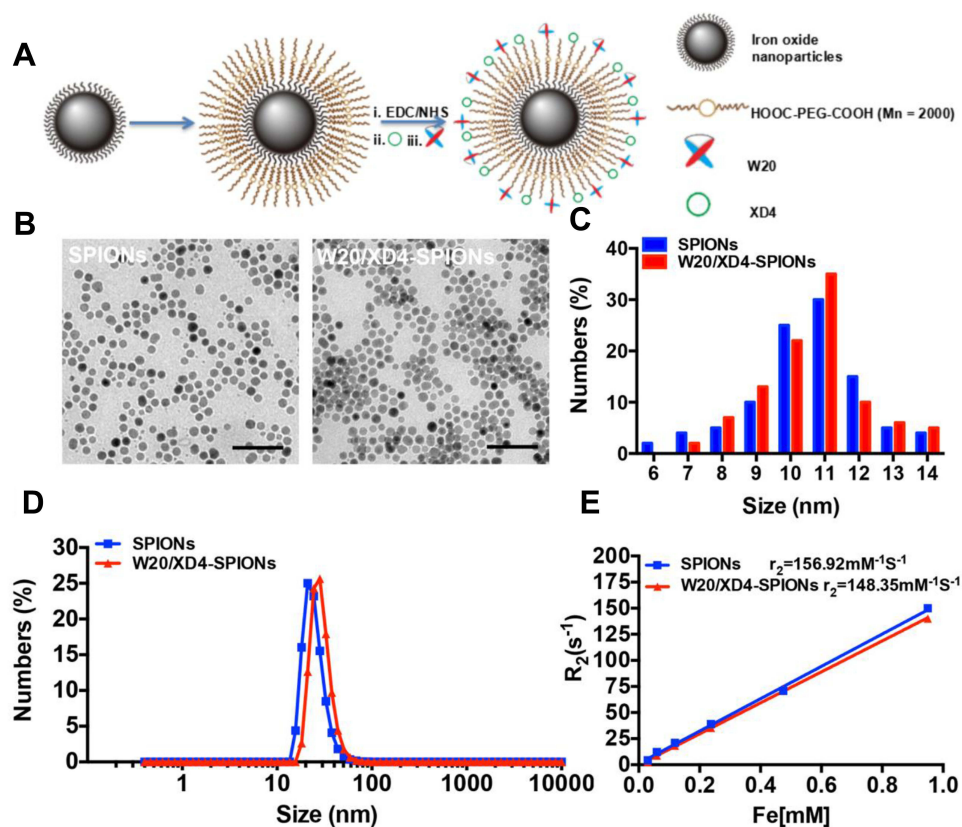 A
i. EDC/NHS
ii. iii.
Iron oxide
nanoparticles
HOOC-PEG-COOH (Mn = 2000)
W20
XD4
B
SPIONs
W20/XD4-SPIONs
C
SPIONs
W20/XD4-SPIONs
Numbers (%)
40
30
20
10
0
6 7 8 9 10 11 12 13 14
Size (nm)
D
SPIONs
W20/XD4-SPIONs
Numbers (%)
30
25
20
15
10
5
0
1 10 100 1000 10000
Size (nm)
E
SPIONs r₂=156.92mM⁻¹S⁻¹
W20/XD4-SPIONs r₂=148.35mM⁻¹S⁻¹
R₂(s⁻¹)
200
175
150
125
100
75
50
25
0
0.0 0.2 0.4 0.6 0.8 1.0
Fe[mM]